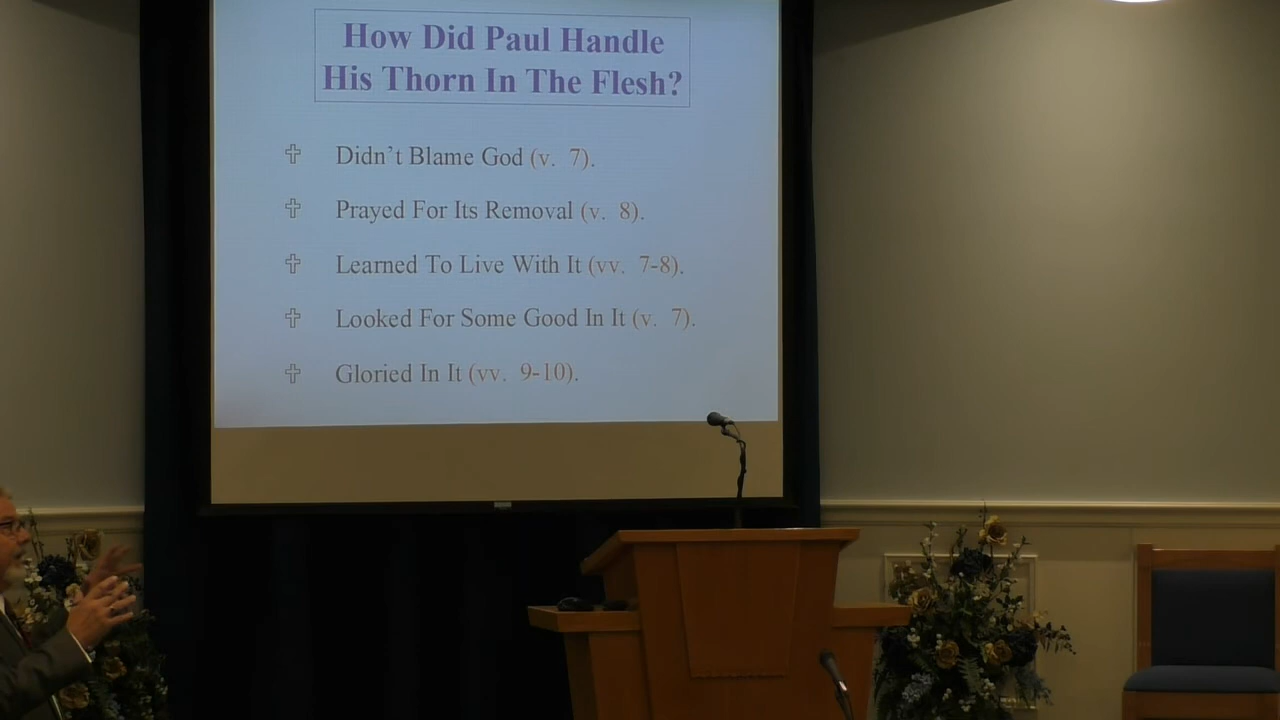 How Did Paul Handle
His Thorn In The Flesh?
Didn't Blame God (v. 7).
Prayed For Its Removal (v. 8).
Learned To Live With It (vv. 7-8).
Looked For Some Good In It (v. 7).
Gloried In It (vv. 9-10).